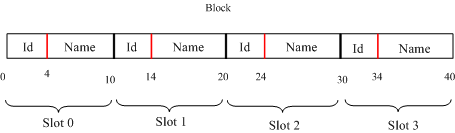 Block
Id Name Id Name Id Name Id Name
0 4 10 14 20 24 30 34 40
Slot 0 Slot 1 Slot 2 Slot 3